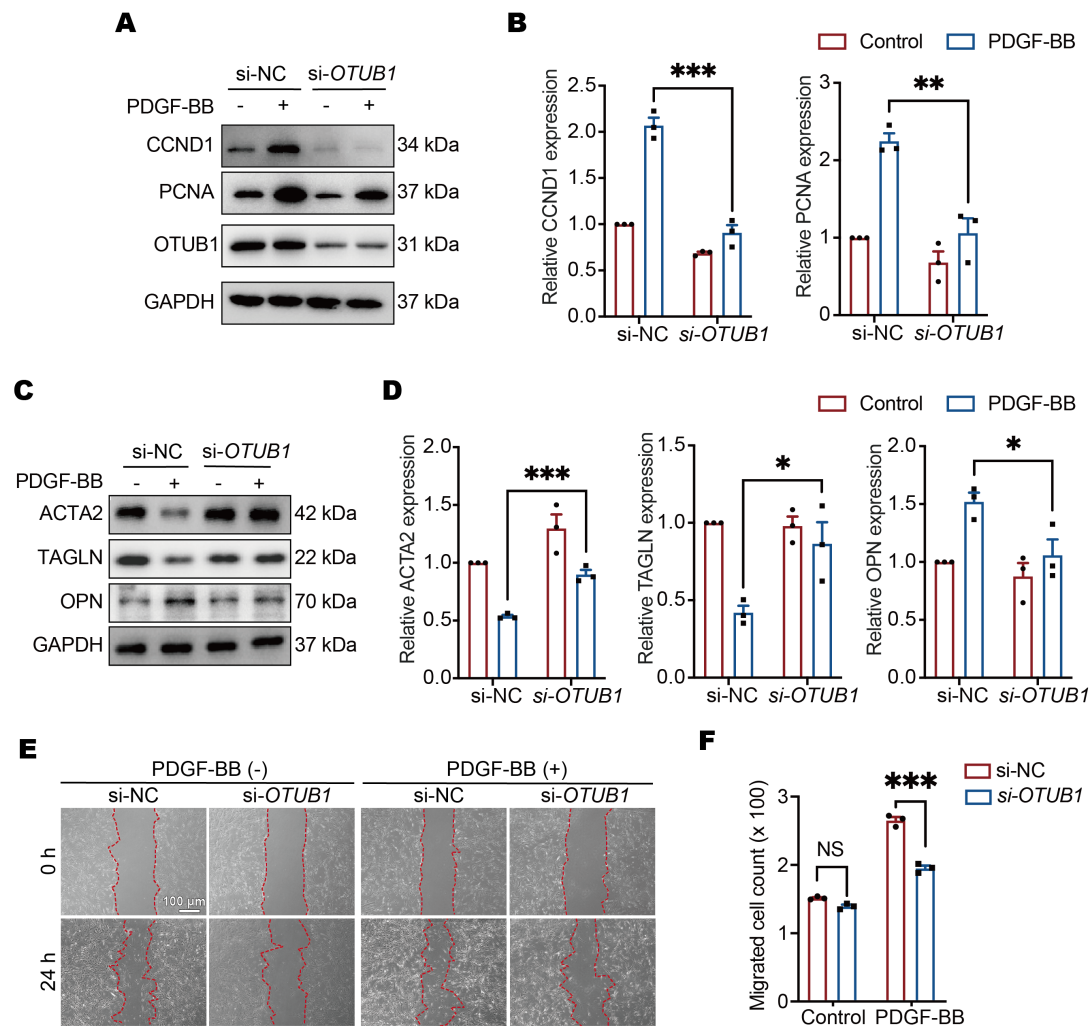 A
si-NC si-OTUB1
PDGF-BB - + - +
CCND1 34 kDa
PCNA 37 kDa
OTUB1 31 kDa
GAPDH 37 kDa
B
Control PDGF-BB
Relative CCND1 expression
2.5
2.0
1.5
1.0
0.5
0.0
***
si-NC si-OTUB1
Relative PCNA expression
3
2
1
0
**
si-NC si-OTUB1
C
si-NC si-OTUB1
PDGF-BB - + - +
ACTA2 42 kDa
TAGLN 22 kDa
OPN 70 kDa
GAPDH 37 kDa
D
Control PDGF-BB
Relative ACTA2 expression
2.0
1.5
1.0
0.5
0.0
***
si-NC si-OTUB1
Relative TAGLN expression
1.5
1.0
0.5
0.0
*
si-NC si-OTUB1
Relative OPN expression
2.0
1.5
1.0
0.5
0.0
*
si-NC si-OTUB1
E
PDGF-BB (-) PDGF-BB (+)
si-NC si-OTUB1 si-NC si-OTUB1
0 h
100 µm
24 h
F
si-NC
si-OTUB1
Migrated cell count (x 100)
3
2
1
0
NS
***
Control PDGF-BB